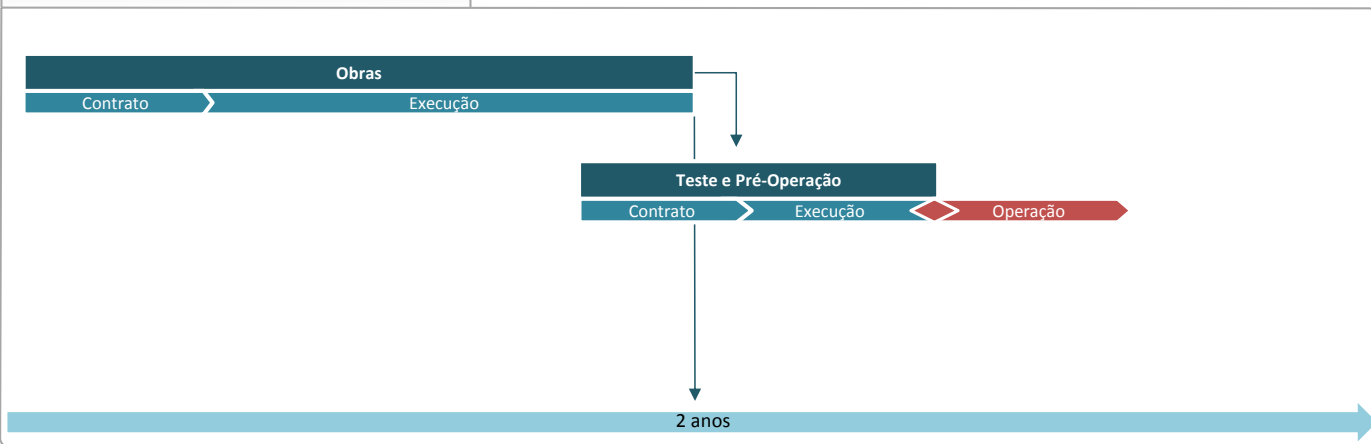 Obras
Contrato
Execução
Teste e Pré-Operação
Contrato
Execução
Operação
2 anos